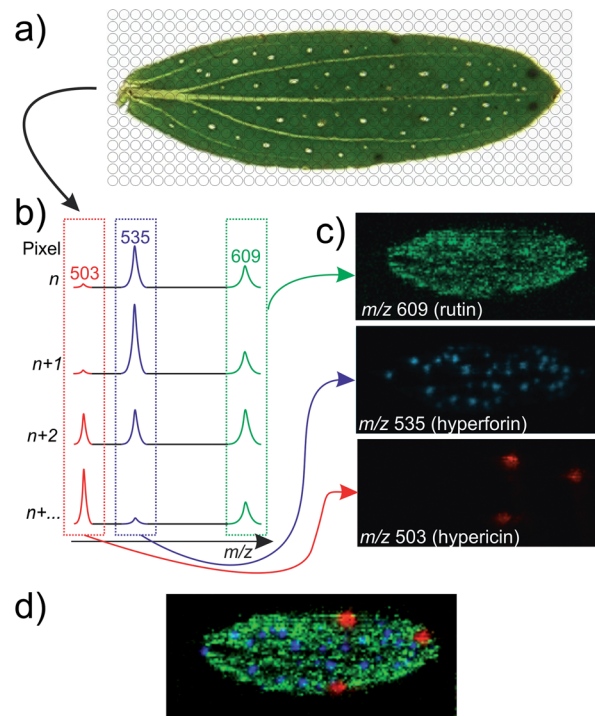 a)
b)
c)
Pixel
503
535
609
n
n+1
n+2
n+...
m/z
m/z 609 (rutin)
m/z 535 (hyperforin)
m/z 503 (hypericin)
d)